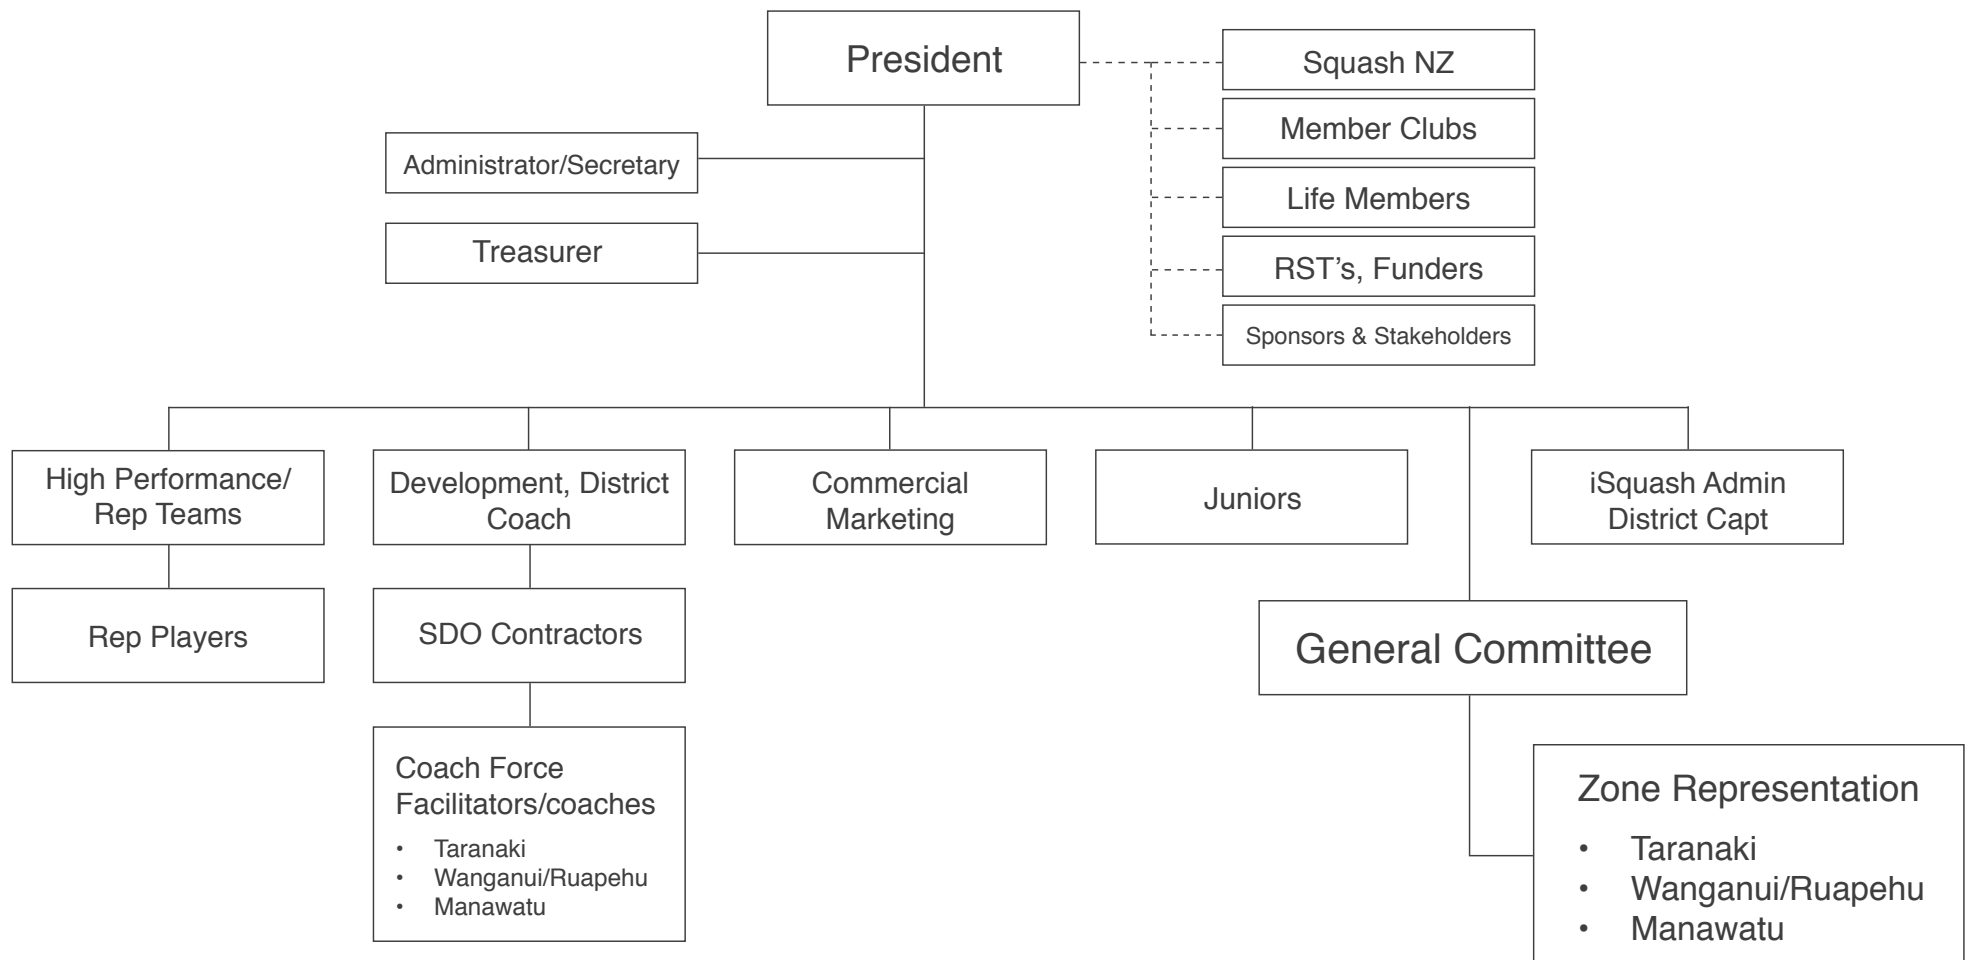 President
Squash NZ
Member Clubs
Administrator/Secretary
Life Members
Treasurer
RST’s, Funders
Sponsors & Stakeholders
High Performance/
Rep Teams
Development, District
Coach
Commercial
Marketing
Juniors
iSquash Admin
District Capt
Rep Players
SDO Contractors
General Committee
Coach Force
Facilitators/coaches
• Taranaki
• Wanganui/Ruapehu
• Manawatu
Zone Representation
• Taranaki
• Wanganui/Ruapehu
• Manawatu